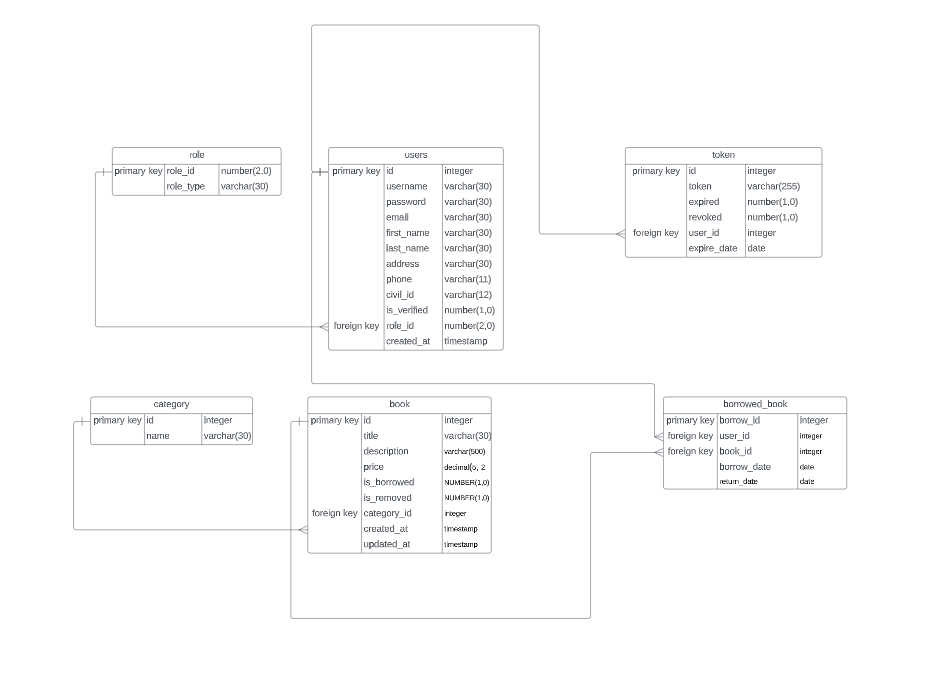 role
primary key role_id number(2,0)
role_type varchar(30)
users
primary key id integer
username varchar(30)
password varchar(30)
email varchar(30)
first_name varchar(30)
last_name varchar(30)
address varchar(30)
phone varchar(11)
civil_id varchar(12)
is_verified number(1,0)
foreign key role_id number(2,0)
created_at timestamp
token
primary key id integer
token varchar(255)
expired number(1,0)
revoked number(1,0)
foreign key user_id integer
expire_date date
category
primary key id integer
name varchar(30)
book
primary key id integer
title varchar(30)
description varchar(500)
price decimal(5, 2
is_borrowed NUMBER(1,0)
is_removed NUMBER(1,0)
foreign key category_id integer
created_at timestamp
updated_at timestamp
borrowed_book
primary key borrow_id integer
foreign key user_id integer
foreign key book_id integer
borrow_date date
return_date date